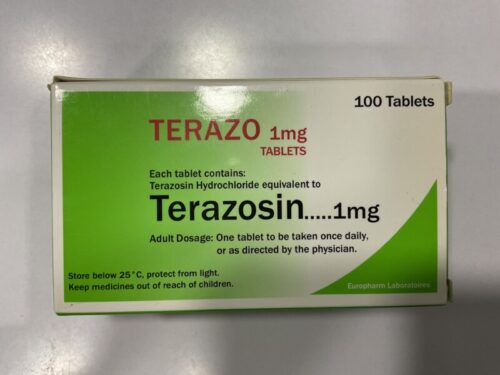 100 Tablets
TERAZO 1mg
TABLETS
Each tablet contains:
Terazosin Hydrochloride equivalent to
Terazosin.....1mg
Adult Dosage: One tablet to be taken once daily,
or as directed by the physician.
Store below 25°C, protect from light.
Keep medicines out of reach of children.
Europharm Laboratoires